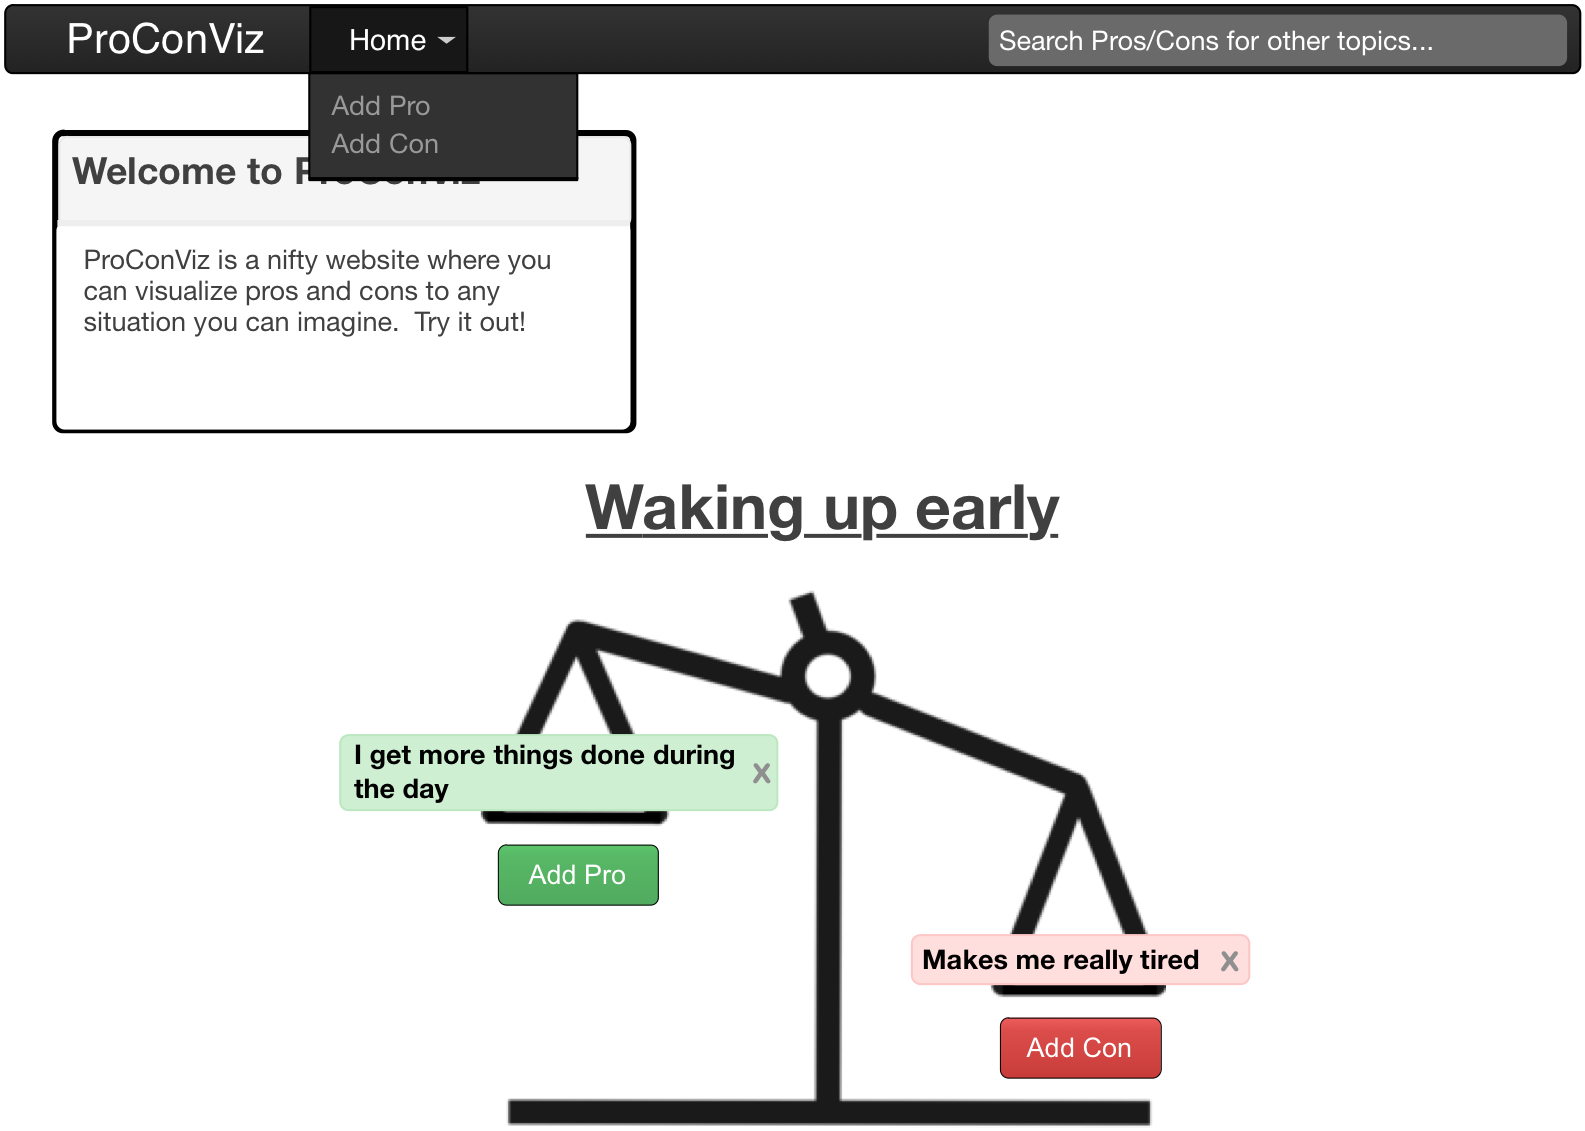 ProConViz
Home
Search Pros/Cons for other topics...
Add Pro
Add Con
Welcome to ProConViz
ProConViz is a nifty website where you
can visualize pros and cons to any
situation you can imagine.  Try it out!
Waking up early
I get more things done during
the day
x
Add Pro
Makes me really tired
x
Add Con